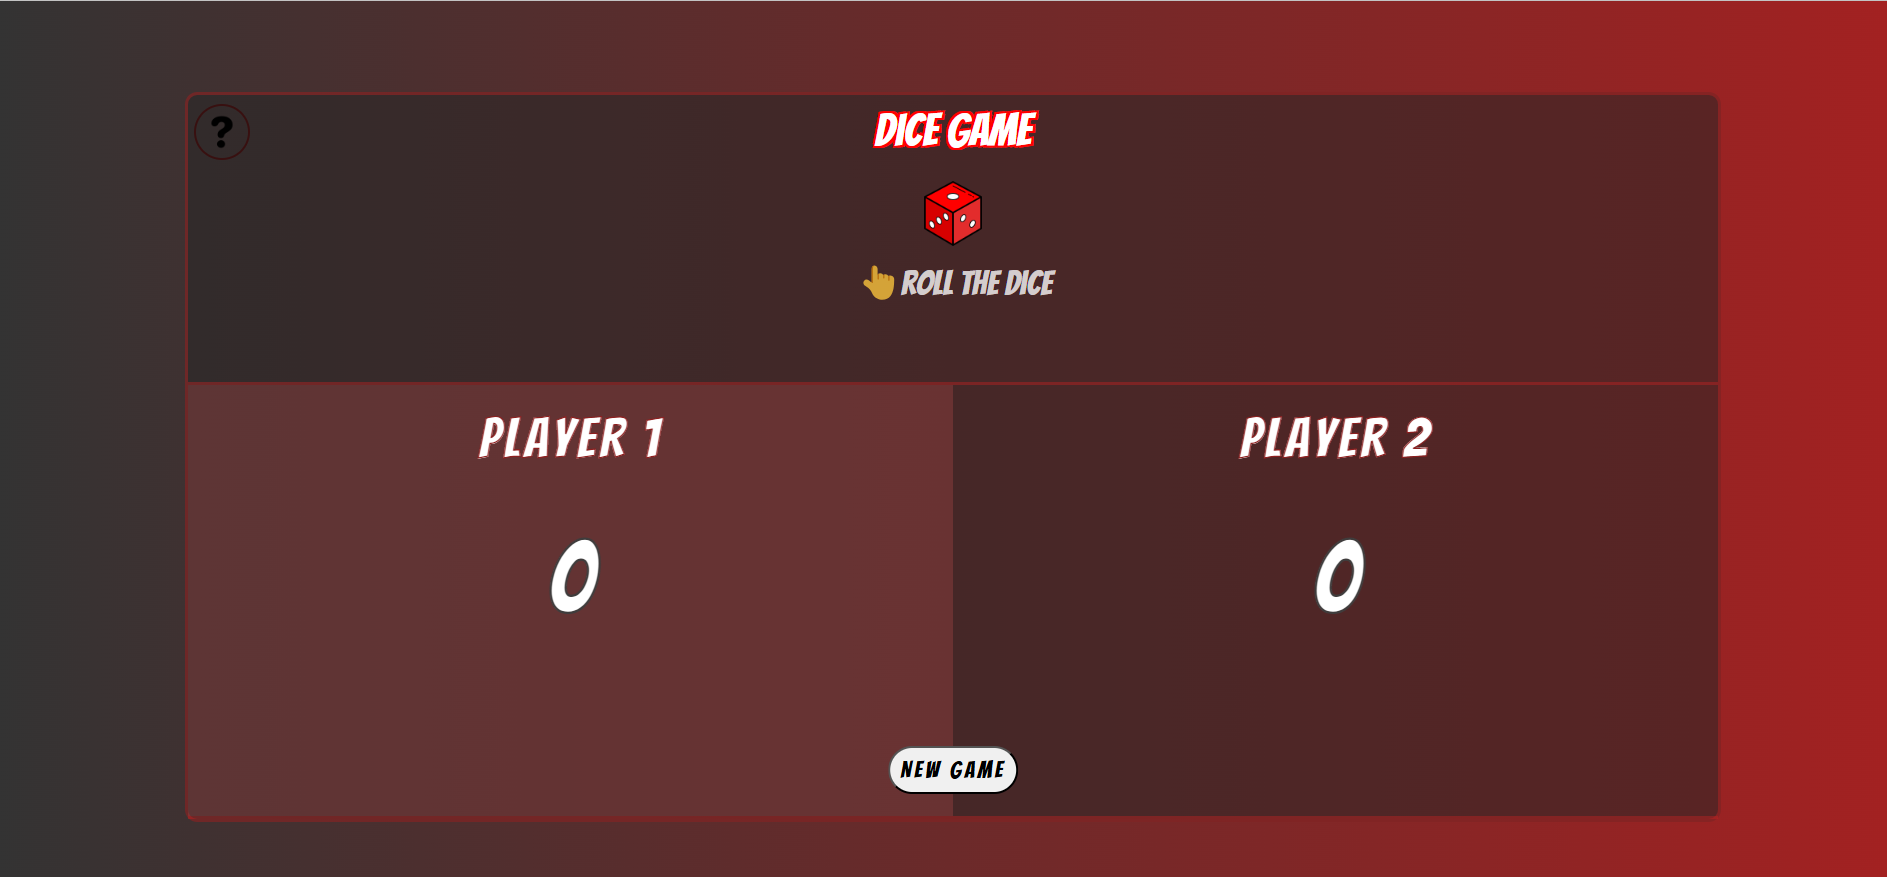 ?
DICE GAME
👆 ROLL THE DICE
PLAYER 1
PLAYER 2
0
0
NEW GAME